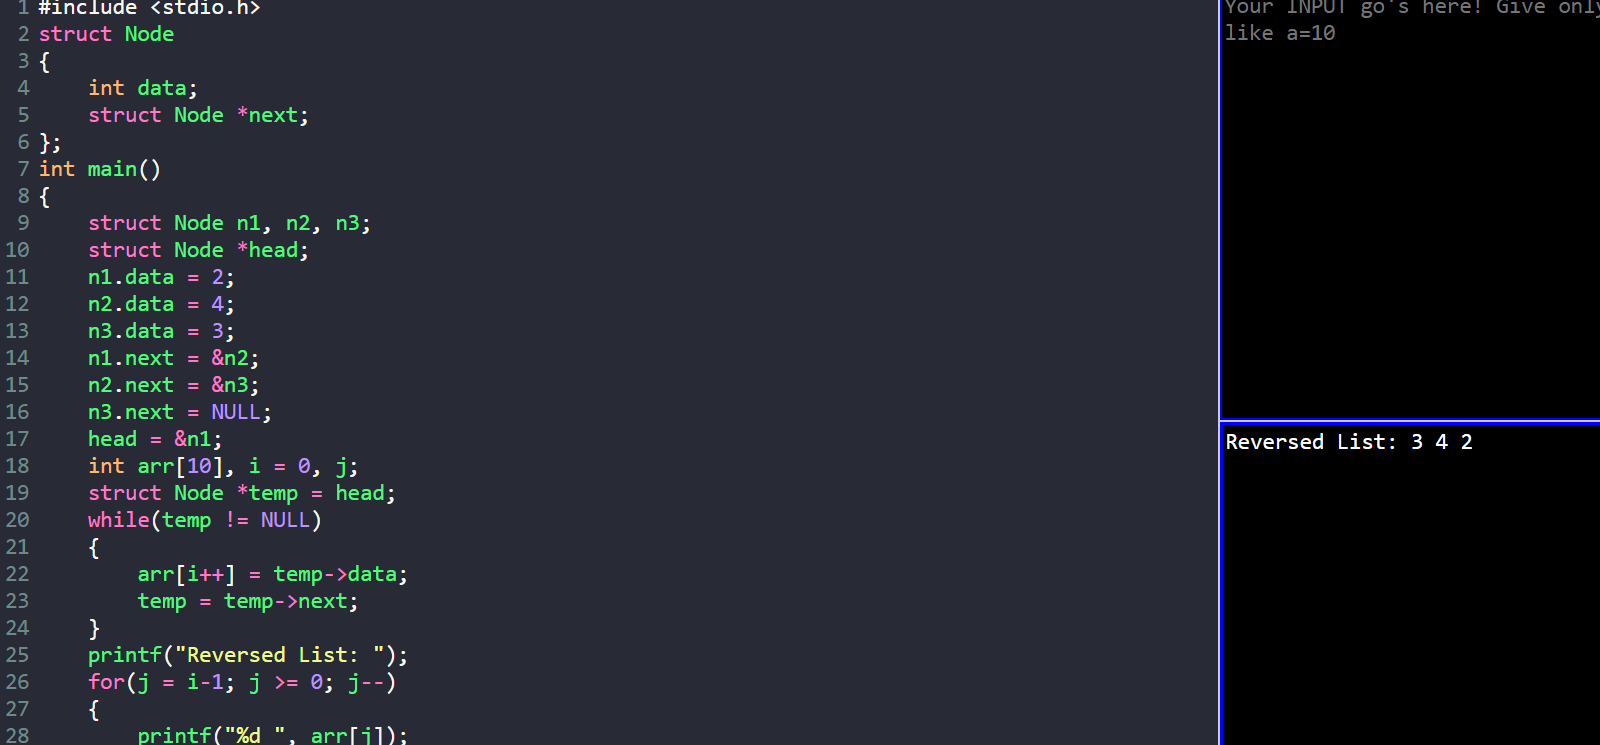 1 #include <stdio.h>
2 struct Node
3 {
4     int data;
5     struct Node *next;
6 };
7 int main()
8 {
9     struct Node n1, n2, n3;
10     struct Node *head;
11     n1.data = 2;
12     n2.data = 4;
13     n3.data = 3;
14     n1.next = &n2;
15     n2.next = &n3;
16     n3.next = NULL;
17     head = &n1;
18     int arr[10], i = 0, j;
19     struct Node *temp = head;
20     while(temp != NULL)
21     {
22         arr[i++] = temp->data;
23         temp = temp->next;
24     }
25     printf("Reversed List: ");
26     for(j = i-1; j >= 0; j--)
27     {
28         printf("%d ", arr[j]);
Your INPUT go's here! Give only
like a=10
Reversed List: 3 4 2